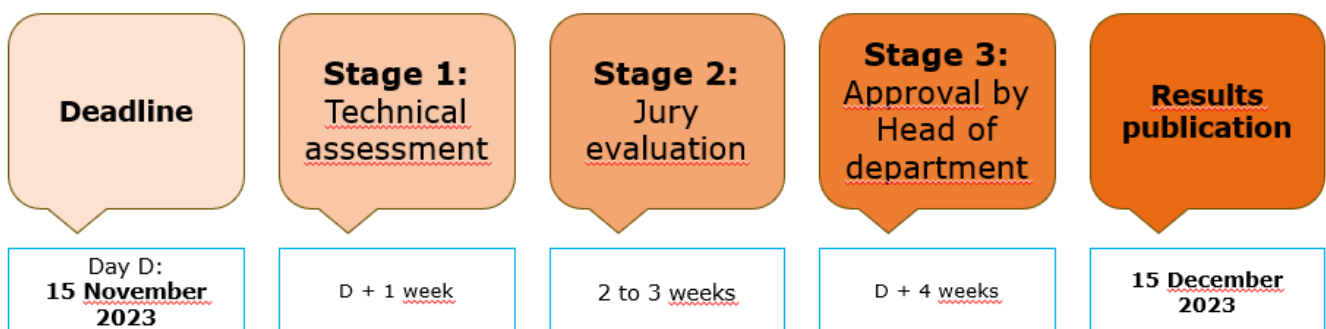 Deadline
Stage 1:
Technical
assessment
Stage 2:
Jury
evaluation
Stage 3:
Approval by
Head of
department
Results
publication
Day D:
15 November
2023
D + 1 week
2 to 3 weeks
D + 4 weeks
15 December
2023